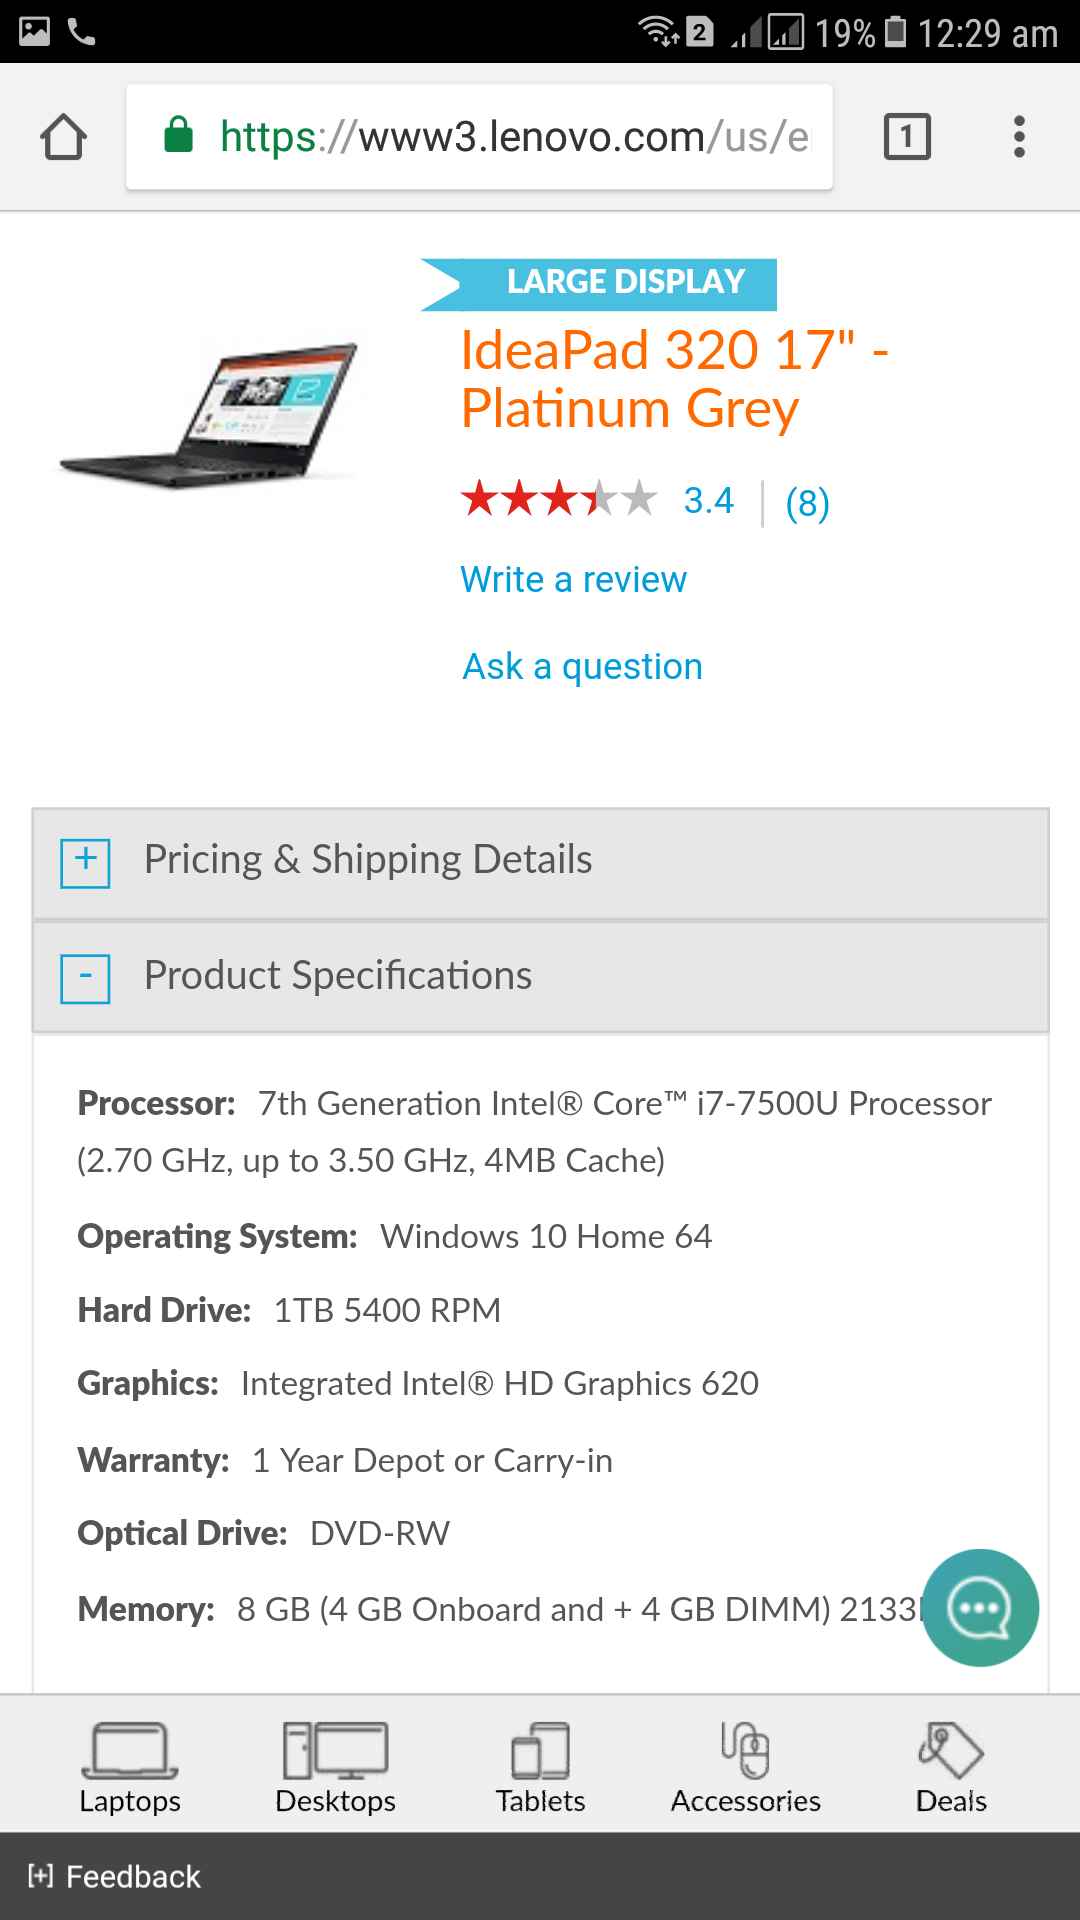 2 19% 12:29 am
https://www3.lenovo.com/us/e
1
LARGE DISPLAY
IdeaPad 320 17" -
Platinum Grey
3.4 (8)
Write a review
Ask a question
+ Pricing & Shipping Details
- Product Specifications
Processor: 7th Generation Intel® Core™ i7-7500U Processor
(2.70 GHz, up to 3.50 GHz, 4MB Cache)
Operating System: Windows 10 Home 64
Hard Drive: 1TB 5400 RPM
Graphics: Integrated Intel® HD Graphics 620
Warranty: 1 Year Depot or Carry-in
Optical Drive: DVD-RW
Memory: 8 GB (4 GB Onboard and + 4 GB DIMM) 2133
Laptops Desktops Tablets Accessories Deals
[+] Feedback